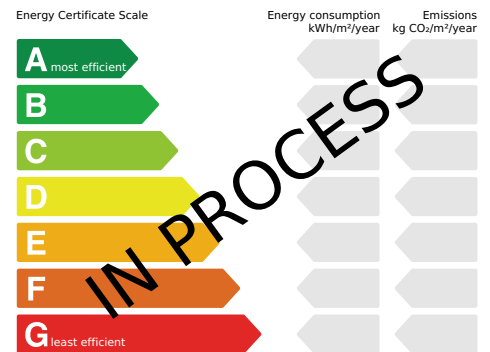 Energy Certificate Scale
Energy consumption
kWh/m²/year
Emissions
kg CO₂/m²/year
A most efficient
B
C
D
E
F
G least efficient
IN PROCESS